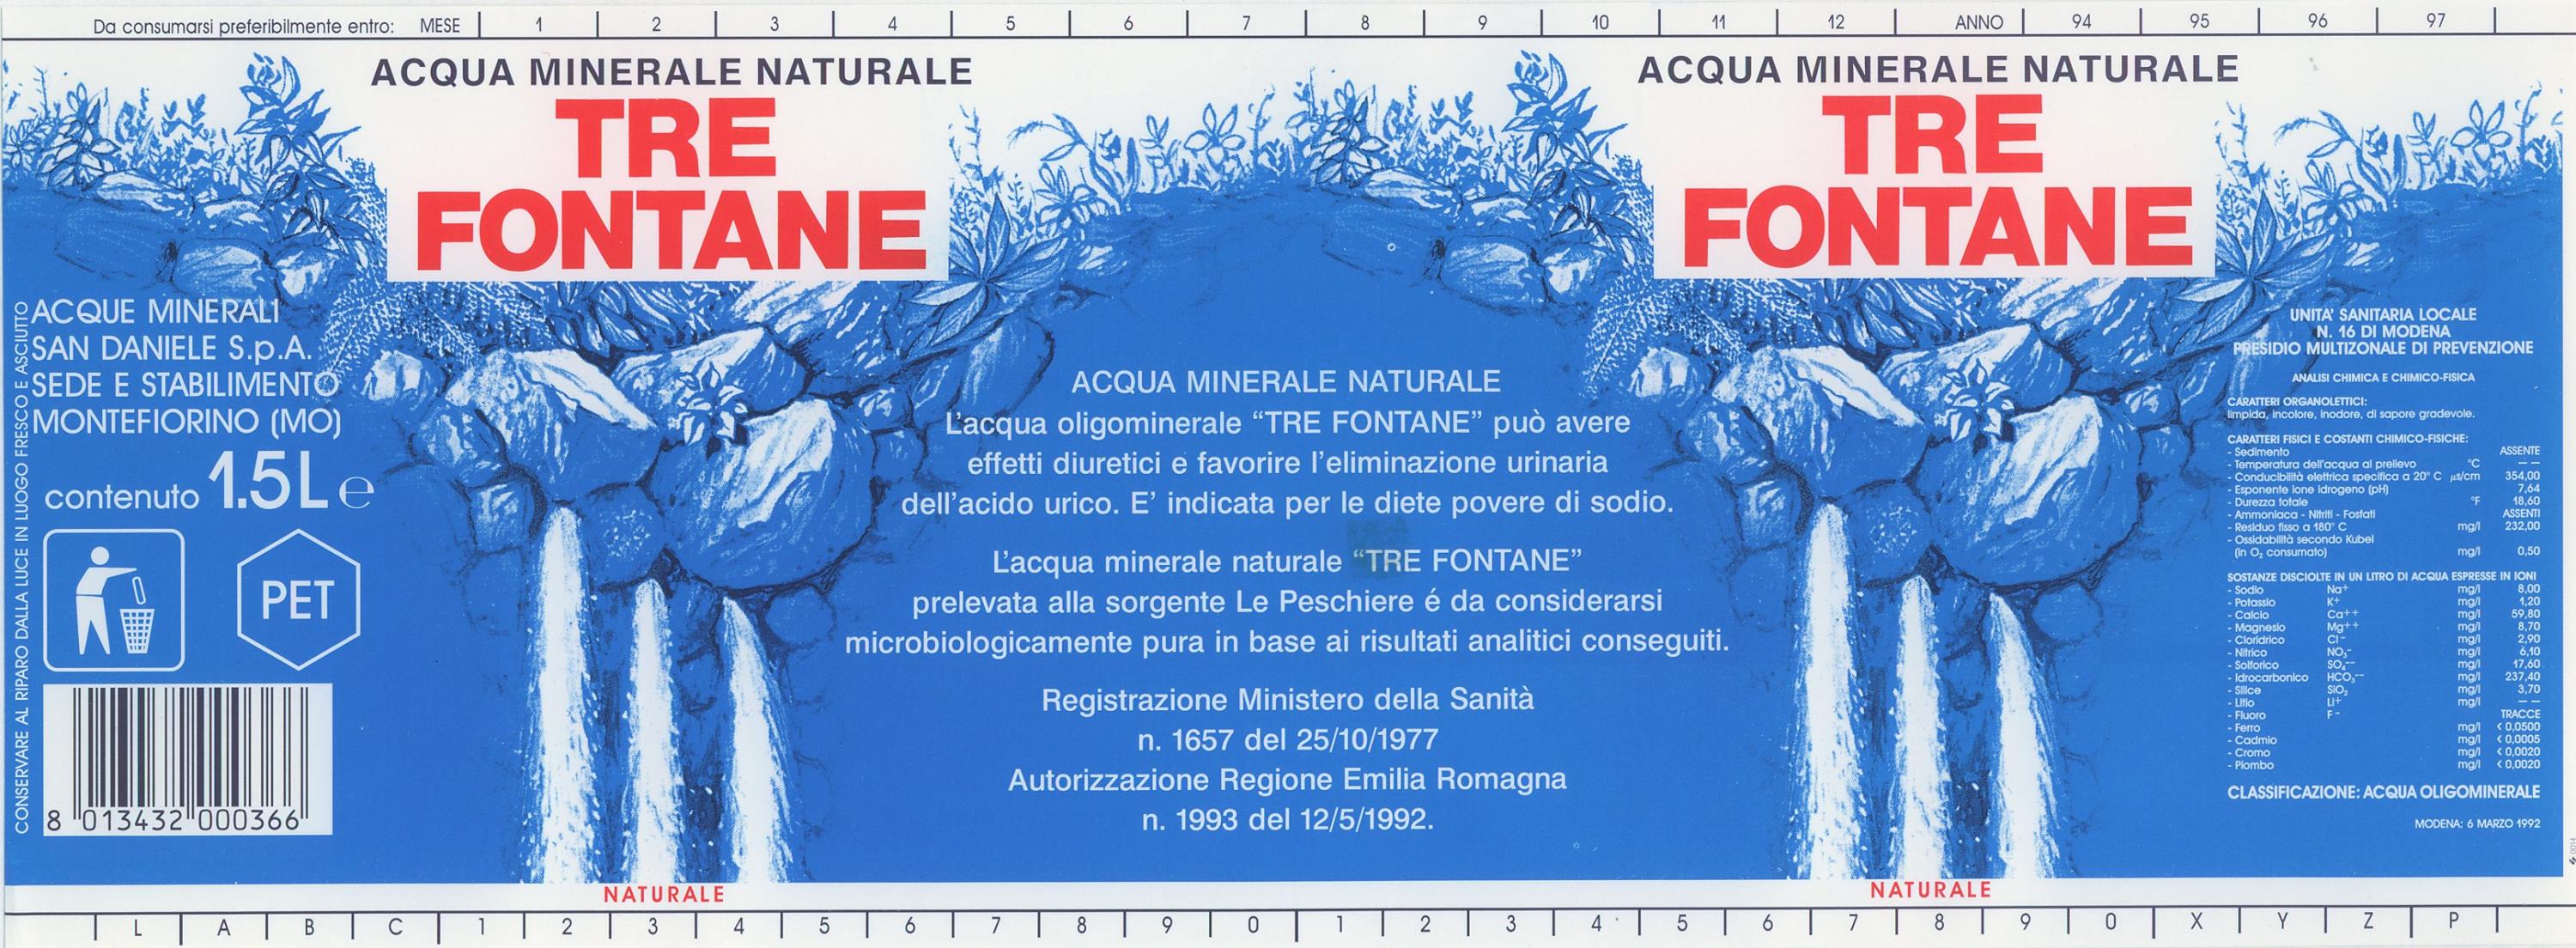 Da consumarsi preferibilmente entro: MESE 1 2 3 4 5 6 7 8 9 10 11 12 ANNO 94 95 96 97
ACQUA MINERALE NATURALE
TRE
FONTANE
CONSERVARE AL RIPARO DALLA LUCE IN LUOGO FRESCO E ASCIUTTO
ACQUE MINERALI
SAN DANIELE S.p.A.
SEDE E STABILIMENTO
MONTEFIORINO (MO)
contenuto 1.5L e
PET
8 013432 000366
NATURALE
ACQUA MINERALE NATURALE
L'acqua oligominerale “TRE FONTANE” può avere
effetti diuretici e favorire l'eliminazione urinaria
dell'acido urico. E' indicata per le diete povere di sodio.
L'acqua minerale naturale “TRE FONTANE”
prelevata alla sorgente Le Peschiere é da considerarsi
microbiologicamente pura in base ai risultati analitici conseguiti.
Registrazione Ministero della Sanità
n. 1657 del 25/10/1977
Autorizzazione Regione Emilia Romagna
n. 1993 del 12/5/1992.
ACQUA MINERALE NATURALE
TRE
FONTANE
NATURALE
UNITA' SANITARIA LOCALE
N. 16 DI MODENA
PRESIDIO MULTIZONALE DI PREVENZIONE
ANALISI CHIMICA E CHIMICO-FISICA
CARATTERI ORGANOLETTICI:
limpida, incolore, inodore, di sapore gradevole.
CARATTERI FISICI E COSTANTI CHIMICO-FISICHE:
- Sedimento ASSENTE
- Temperatura dell'acqua al prelievo °C — —
- Conducibilità elettrica specifica a 20° C µs/cm 354,00
- Esponente ione idrogeno (pH) 7,64
- Durezza totale °F 18,60
- Ammoniaca - Nitriti - Fosfati ASSENTI
- Residuo fisso a 180° C mg/l 232,00
- Ossidabilità secondo Kubel
(in O₂ consumato) mg/l 0,50
SOSTANZE DISCIOLTE IN UN LITRO DI ACQUA ESPRESSE IN IONI
- Sodio Na+ mg/l 8,00
- Potassio K+ mg/l 1,20
- Calcio Ca++ mg/l 59,80
- Magnesio Mg++ mg/l 8,70
- Cloridrico Cl- mg/l 2,90
- Nitrico NO₃- mg/l 6,10
- Solforico SO₄-- mg/l 17,60
- Idrocarbonico HCO₃-- mg/l 237,40
- Silice SiO₂ mg/l 3,70
- Litio Li+ mg/l — —
- Fluoro F- TRACCE
- Ferro mg/l < 0,0500
- Cadmio mg/l < 0,0005
- Cromo mg/l < 0,0020
- Piombo mg/l < 0,0020
CLASSIFICAZIONE: ACQUA OLIGOMINERALE
MODENA: 6 MARZO 1992
L A B C 1 2 3 4 5 6 7 8 9 0 1 2 3 4 5 6 7 8 9 0 X Y Z P